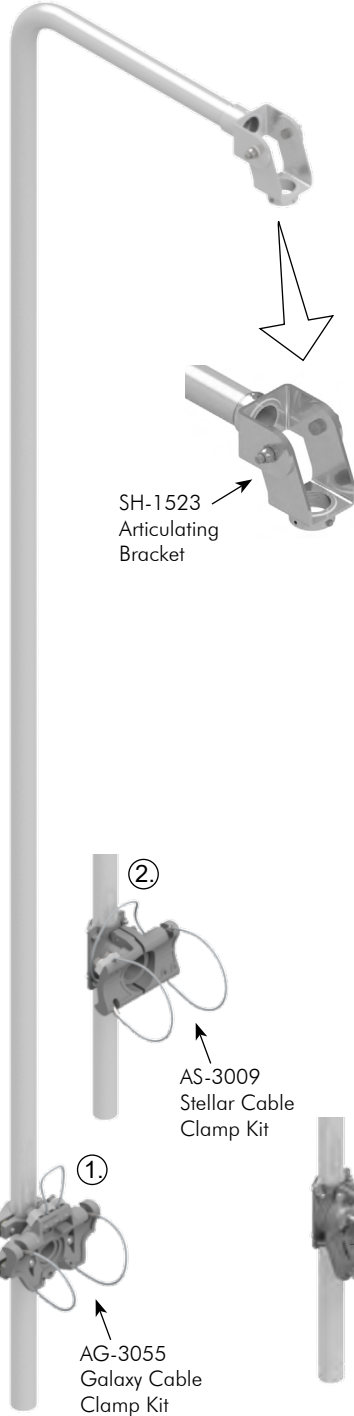 SH-1523
Articulating
Bracket
2.
AS-3009
Stellar Cable
Clamp Kit
1.
AG-3055
Galaxy Cable
Clamp Kit